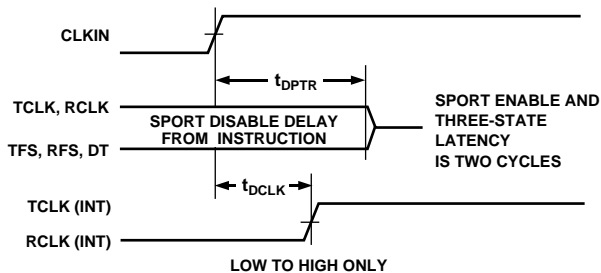 CLKIN
tDPTR
TCLK, RCLK
SPORT DISABLE DELAY
FROM INSTRUCTION
TFS, RFS, DT
SPORT ENABLE AND
THREE-STATE
LATENCY
IS TWO CYCLES
tDCLK
TCLK (INT)
RCLK (INT)
LOW TO HIGH ONLY